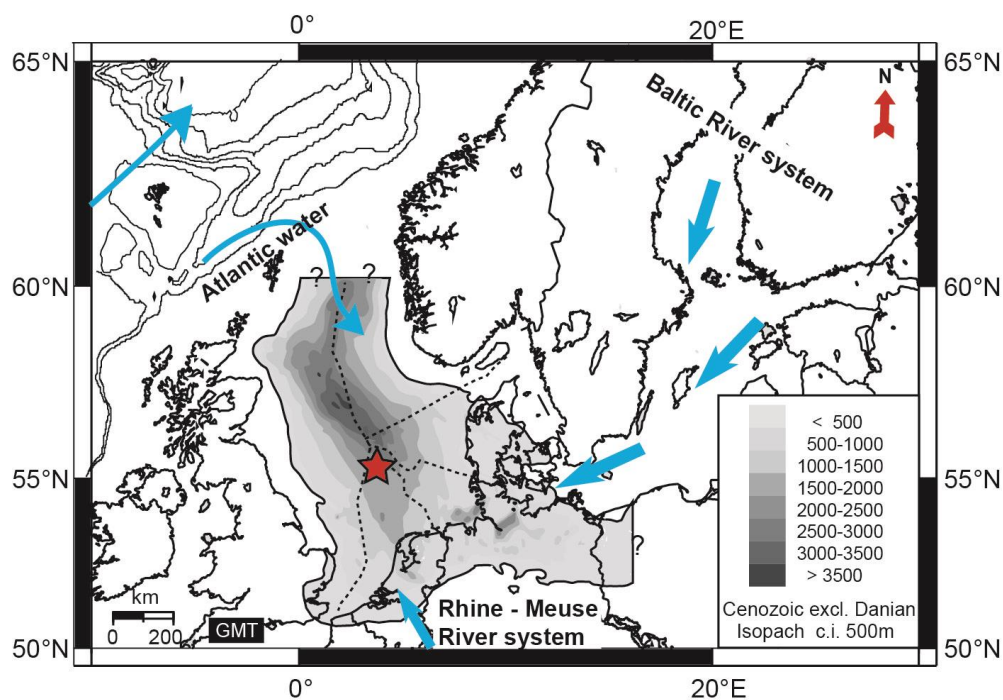 0°
20°E
65°N
65°N
N
Baltic River
system
Atlantic water
? ?
60°N
60°N
< 500
500-1000
1000-1500
1500-2000
2000-2500
2500-3000
3000-3500
> 3500
55°N
55°N
?
km
0 200
GMT
Rhine - Meuse
River system
Cenozoic excl. Danian
Isopach c.i. 500m
50°N
50°N
0°
20°E